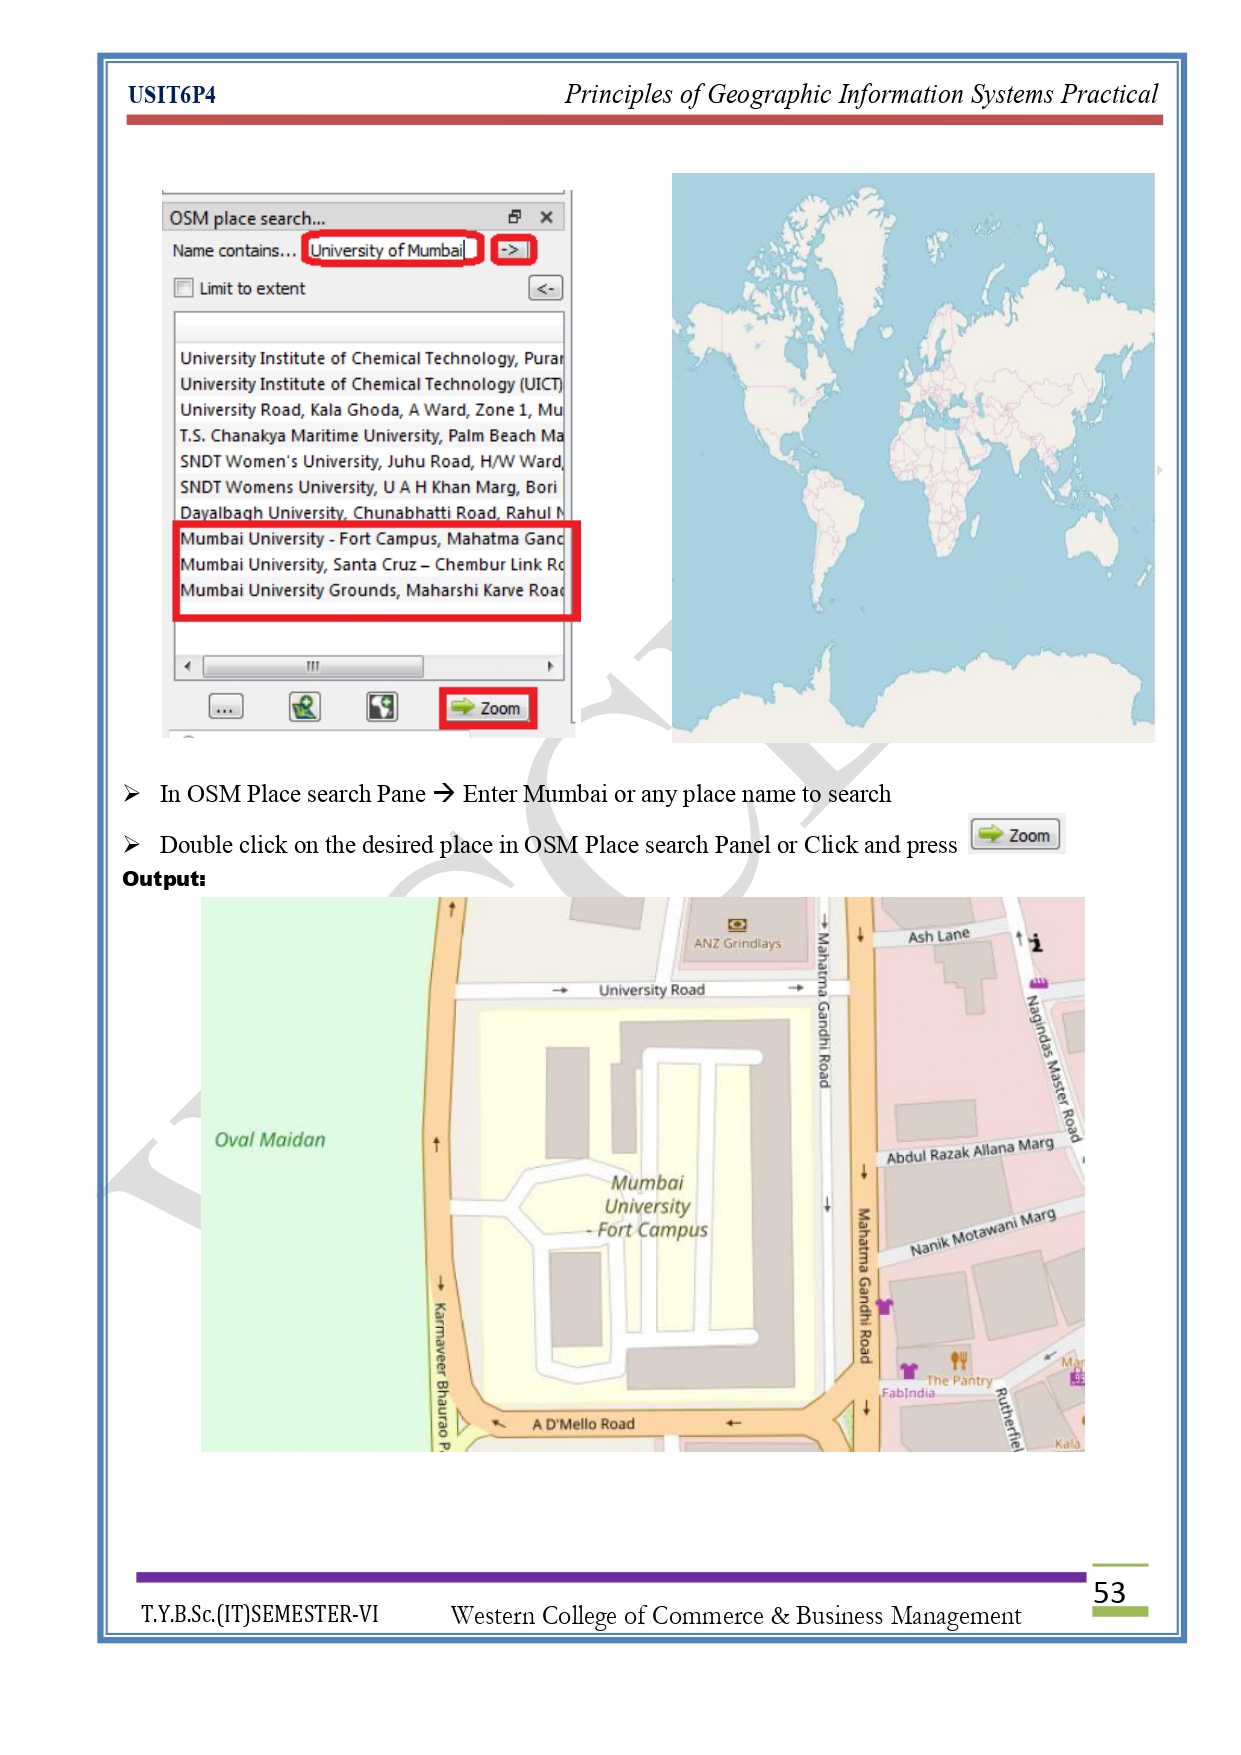 USIT6P4 Principles of Geographic Information Systems Practical
OSM place search...
Name contains... University of Mumbai ->
Limit to extent <-
University Institute of Chemical Technology, Puran
University Institute of Chemical Technology (UICT)
University Road, Kala Ghoda, A Ward, Zone 1, Mu
T.S. Chanakya Maritime University, Palm Beach Ma
SNDT Women's University, Juhu Road, H/W Ward,
SNDT Womens University, U A H Khan Marg, Bori
Dayalbagh University, Chunabhatti Road, Rahul N
Mumbai University - Fort Campus, Mahatma Gand
Mumbai University, Santa Cruz – Chembur Link Ro
Mumbai University Grounds, Maharshi Karve Road
... Zoom
➢ In OSM Place search Pane → Enter Mumbai or any place name to search
➢ Double click on the desired place in OSM Place search Panel or Click and press Zoom
Output:
ANZ Grindlays
Ash Lane
University Road
Mahatma Gandhi Road
Nagindas Master Road
Oval Maidan
Abdul Razak Allana Marg
Mumbai
University
- Fort Campus
Nanik Motawani Marg
Mahatma Gandhi Road
Karmaveer Bhaurao P
The Pantry
Mar
FabIndia
Rutherfiel
A D'Mello Road
Kala
T.Y.B.Sc.(IT)SEMESTER-VI Western College of Commerce & Business Management 53